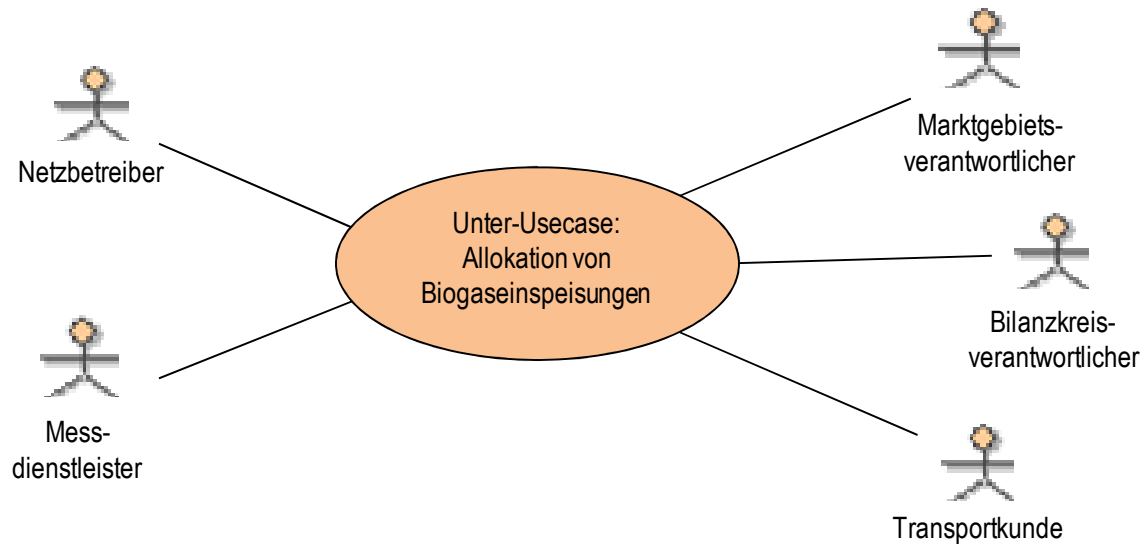 Marktgebiets-
verantwortlicher
Netzbetreiber
Unter-Usecase:
Allokation von
Biogaseinspeisungen
Bilanzkreis-
verantwortlicher
Mess-
dienstleister
Transportkunde